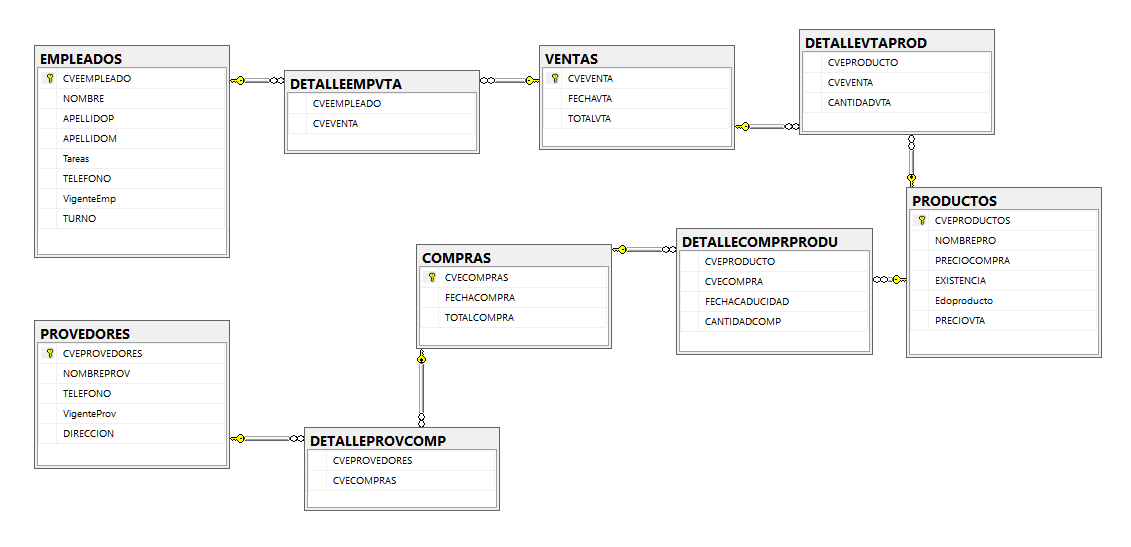 EMPLEADOS
CVEEMPLEADO
NOMBRE
APELLIDOP
APELLIDOM
Tareas
TELEFONO
VigenteEmp
TURNO
DETALLEEMPVTA
CVEEMPLEADO
CVEVENTA
VENTAS
CVEVENTA
FECHAVTA
TOTALVTA
DETALLEVTAPROD
CVEPRODUCTO
CVEVENTA
CANTIDADVTA
PRODUCTOS
CVEPRODUCTOS
NOMBREPRO
PRECIOCOMPRA
EXISTENCIA
Edoproducto
PRECIOVTA
DETALLECOMPRPRODU
CVEPRODUCTO
CVECOMPRA
FECHACADUCIDAD
CANTIDADCOMP
COMPRAS
CVECOMPRAS
FECHACOMPRA
TOTALCOMPRA
PROVEDORES
CVEPROVEDORES
NOMBREPROV
TELEFONO
VigenteProv
DIRECCION
DETALLEPROVCOMP
CVEPROVEDORES
CVECOMPRAS